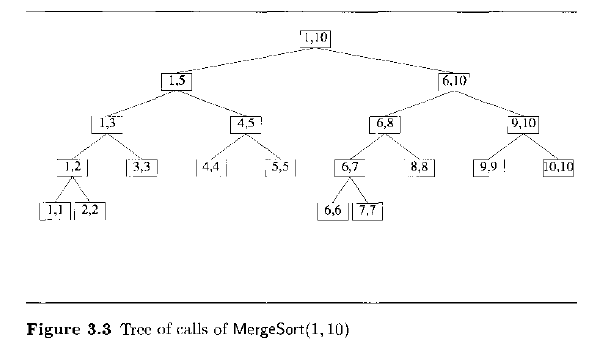 1,10
1,5 6,10
1,3 4,5 6,8 9,10
1,2 3,3 4,4 5,5 6,7 8,8 9,9 10,10
1,1 2,2 6,6 7,7
Figure 3.3 Tree of calls of MergeSort(1, 10)